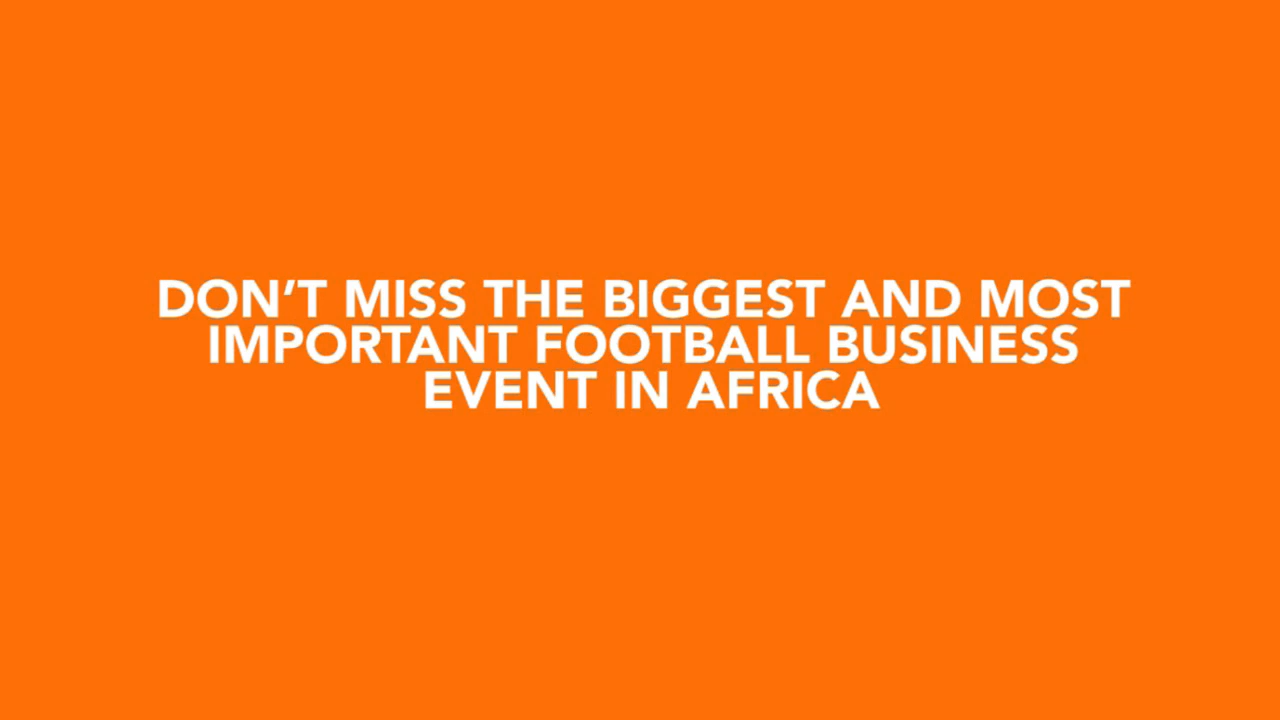 DON’T MISS THE BIGGEST AND MOST
IMPORTANT FOOTBALL BUSINESS
EVENT IN AFRICA